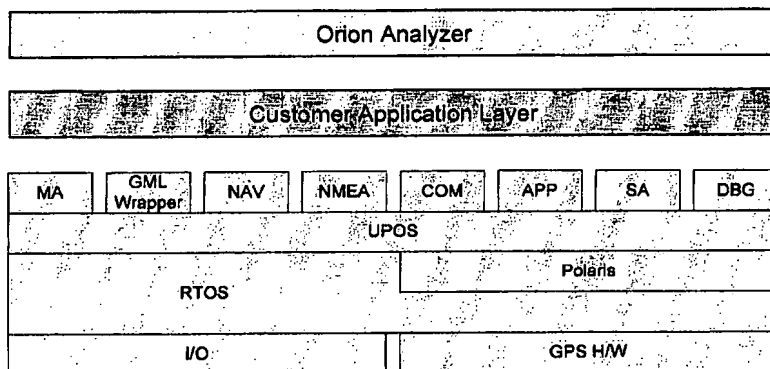 Orion Analyzer
Customer Application Layer
MA
GML
Wrapper
NAV
NMEA
COM
APP
SA
DBG
UPOS
RTOS
Polaris
I/O
GPS H/W